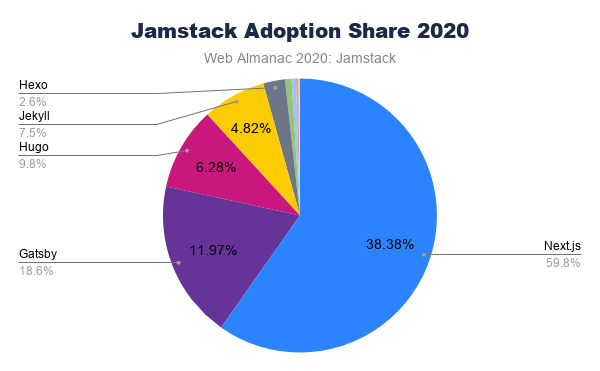 Jamstack Adoption Share 2020
Web Almanac 2020: Jamstack
Hexo
2.6%
Jekyll
7.5%
Hugo
9.8%
4.82%
6.28%
11.97%
38.38%
Gatsby
18.6%
Next.js
59.8%